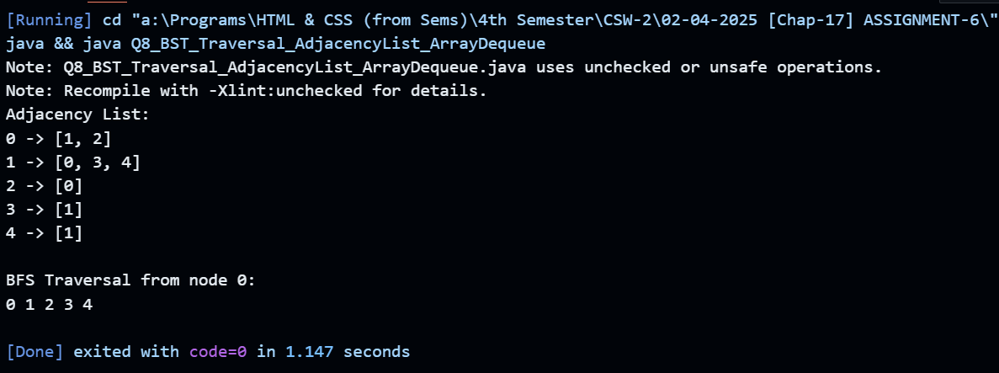 [Running] cd "a:\Programs\HTML & CSS (from Sems)\4th Semester\CSW-2\02-04-2025 [Chap-17] ASSIGNMENT-6\"
java && java Q8_BST_Traversal_AdjacencyList_ArrayDequeue
Note: Q8_BST_Traversal_AdjacencyList_ArrayDequeue.java uses unchecked or unsafe operations.
Note: Recompile with -Xlint:unchecked for details.
Adjacency List:
0 -> [1, 2]
1 -> [0, 3, 4]
2 -> [0]
3 -> [1]
4 -> [1]
BFS Traversal from node 0:
0 1 2 3 4
[Done] exited with code=0 in 1.147 seconds